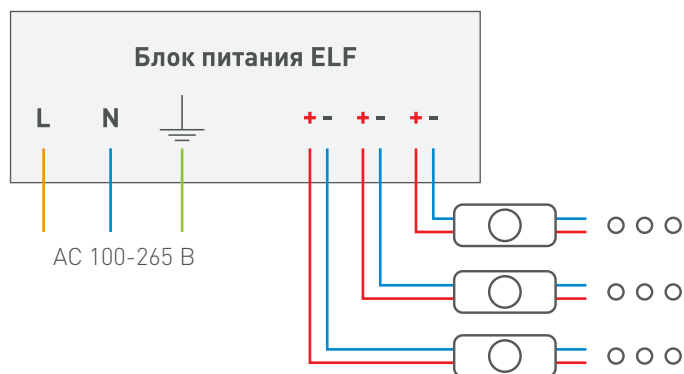 Блок питания ELF
L N + - + - + -
AC 100-265 В